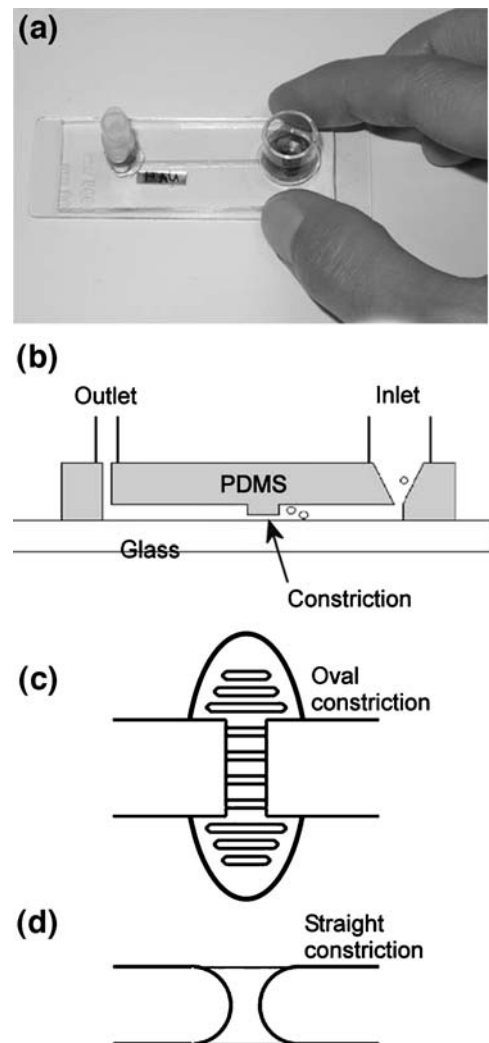 (a)
(b)
Outlet
Inlet
PDMS
Glass
Constriction
(c)
Oval
constriction
(d)
Straight
constriction